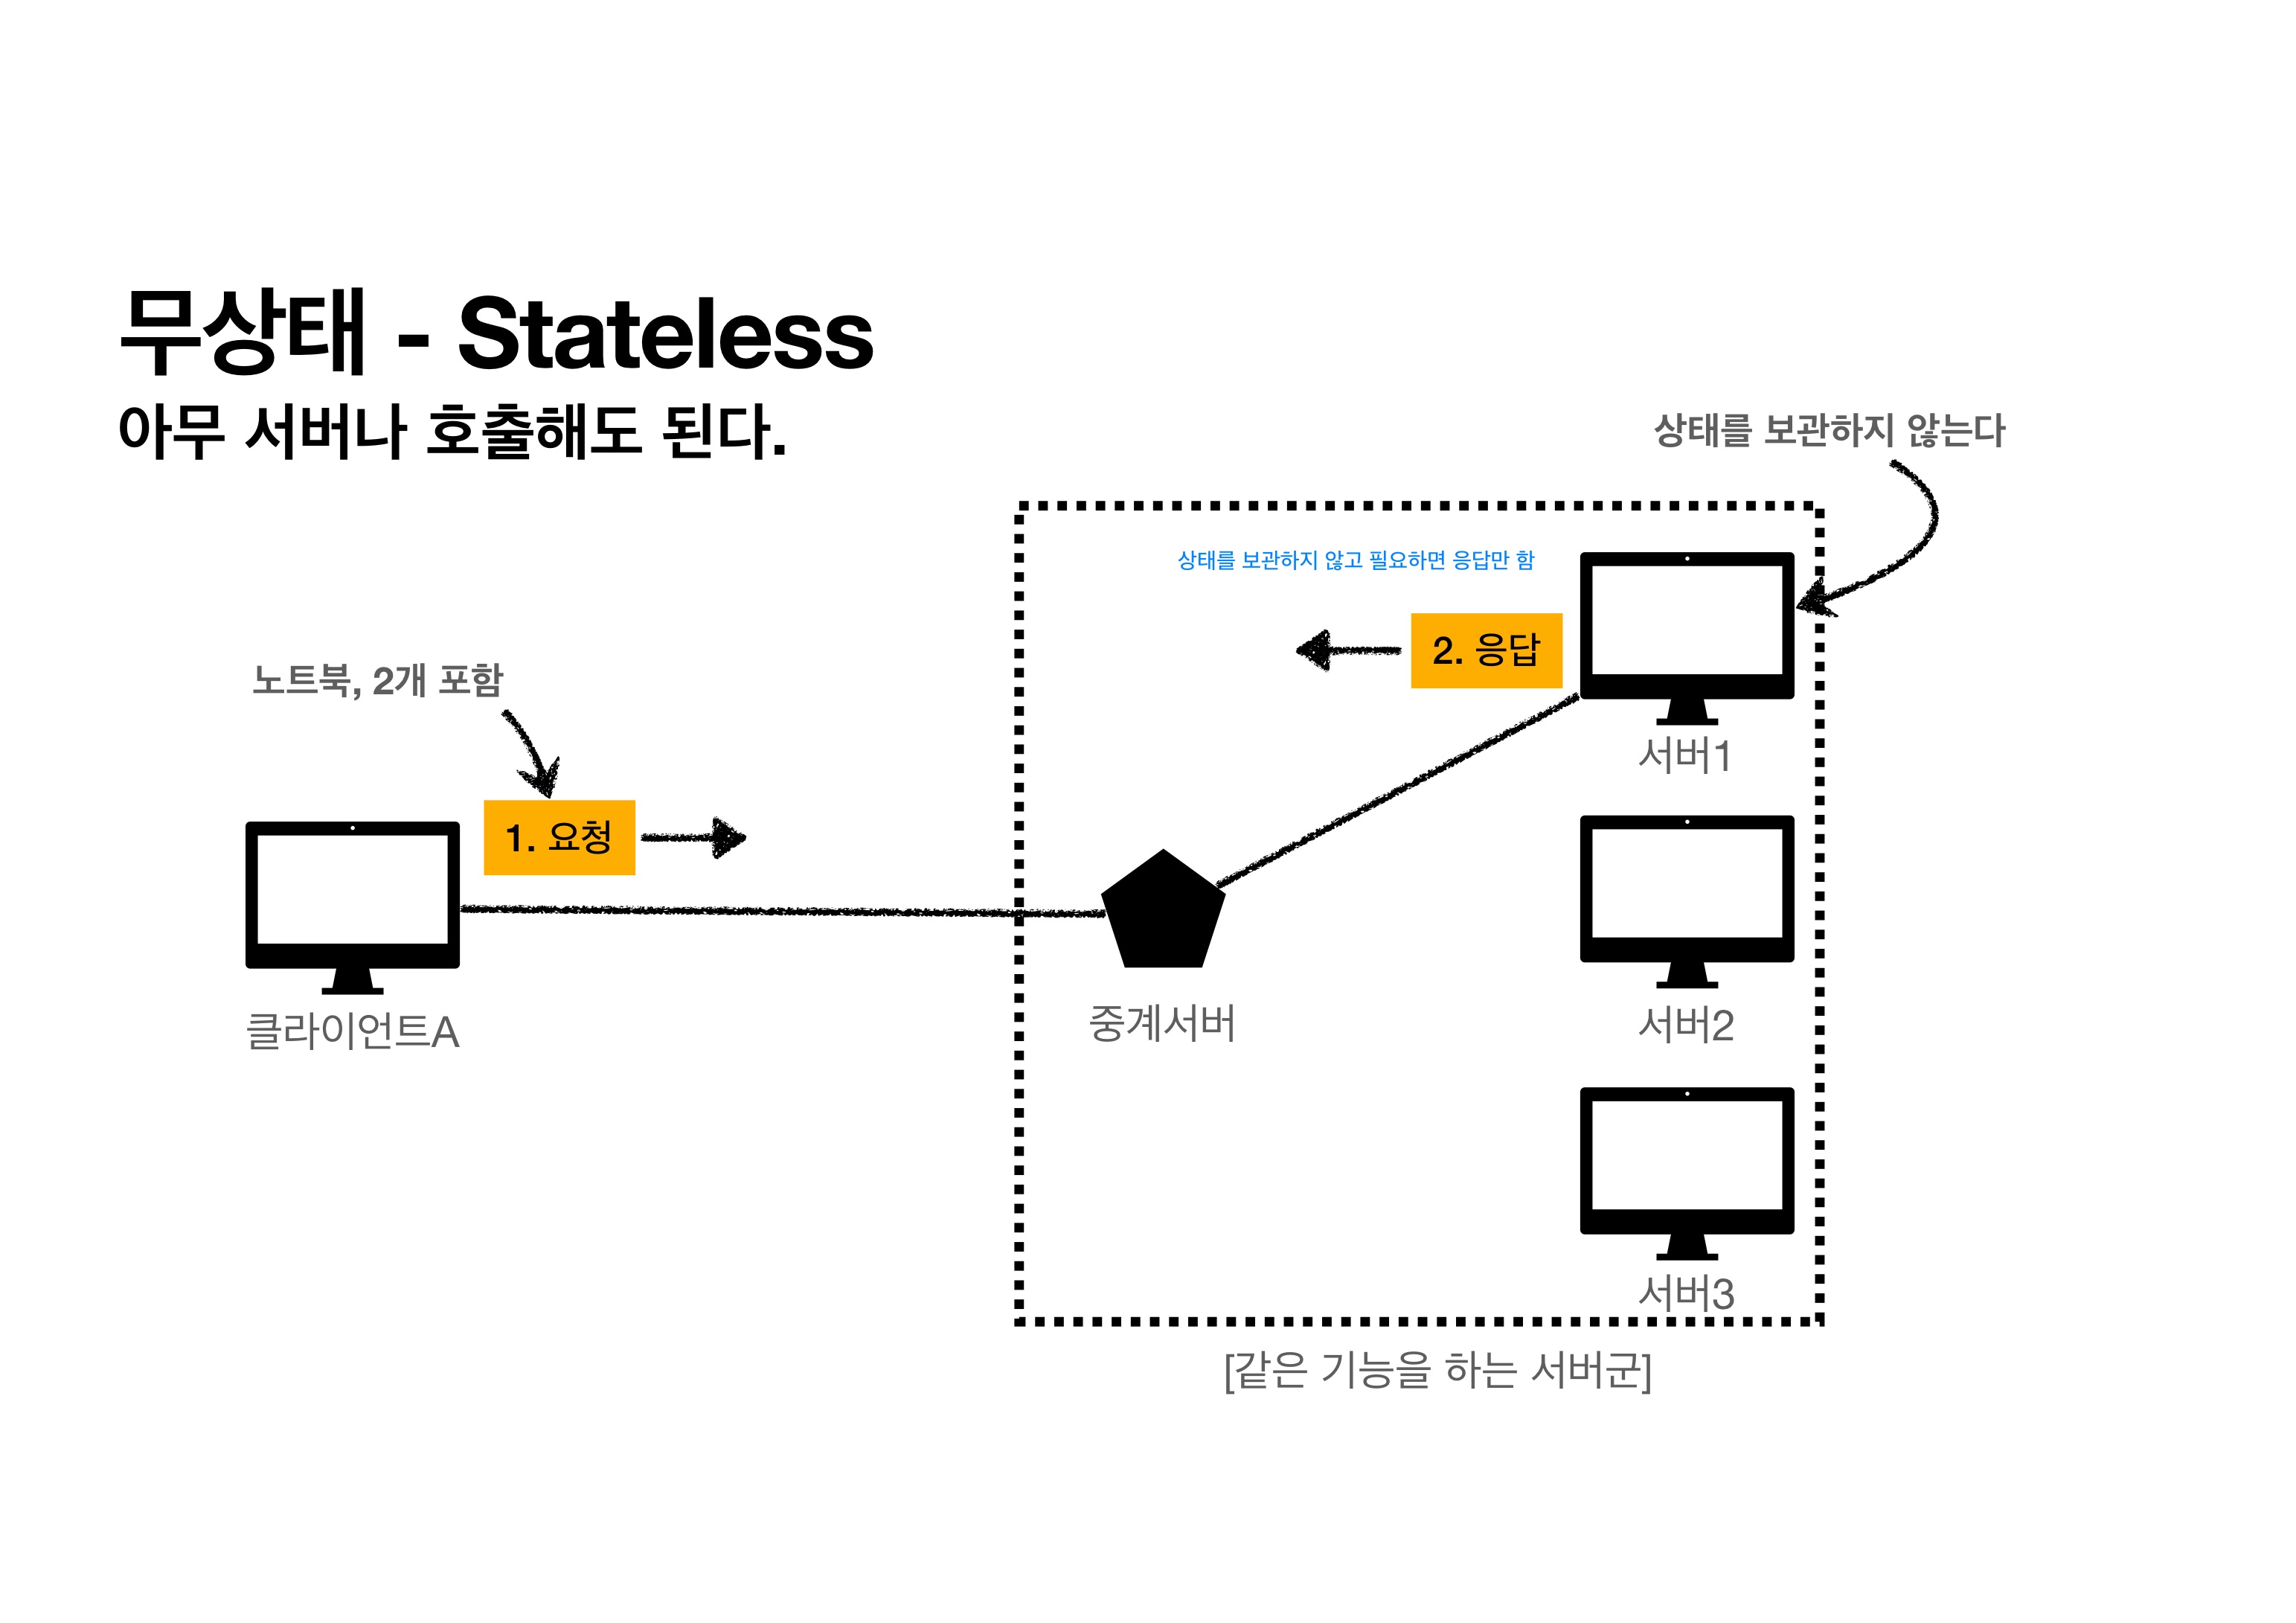 무상태 - Stateless
아무 서버나 호출해도 된다.
상태를 보관하지 않는다
상태를 보관하지 않고 필요하면 응답만 함
2. 응답
노트북, 2개 포함
서버1
1. 요청
클라이언트A
중계서버
서버2
서버3
[같은 기능을 하는 서버군]